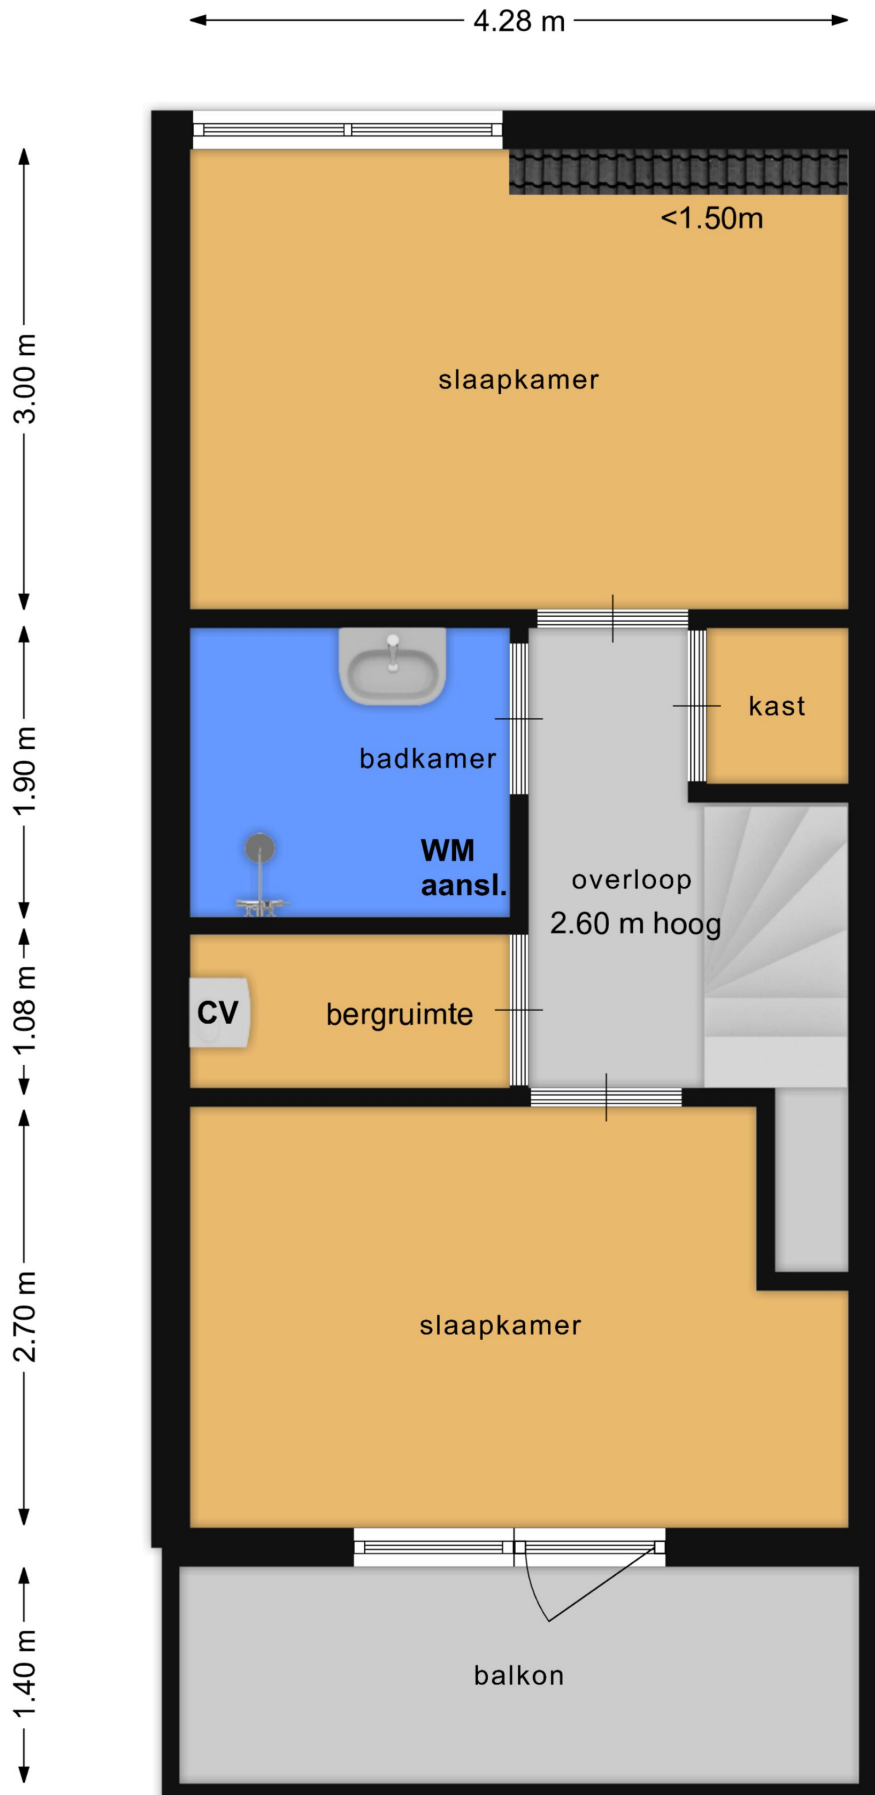 4.28 m
<1.50m
3.00 m
slaapkamer
kast
badkamer
1.90 m
WM
aansl.
overloop
2.60 m hoog
CV
bergruimte
1.08 m
2.70 m
slaapkamer
1.40 m
balkon